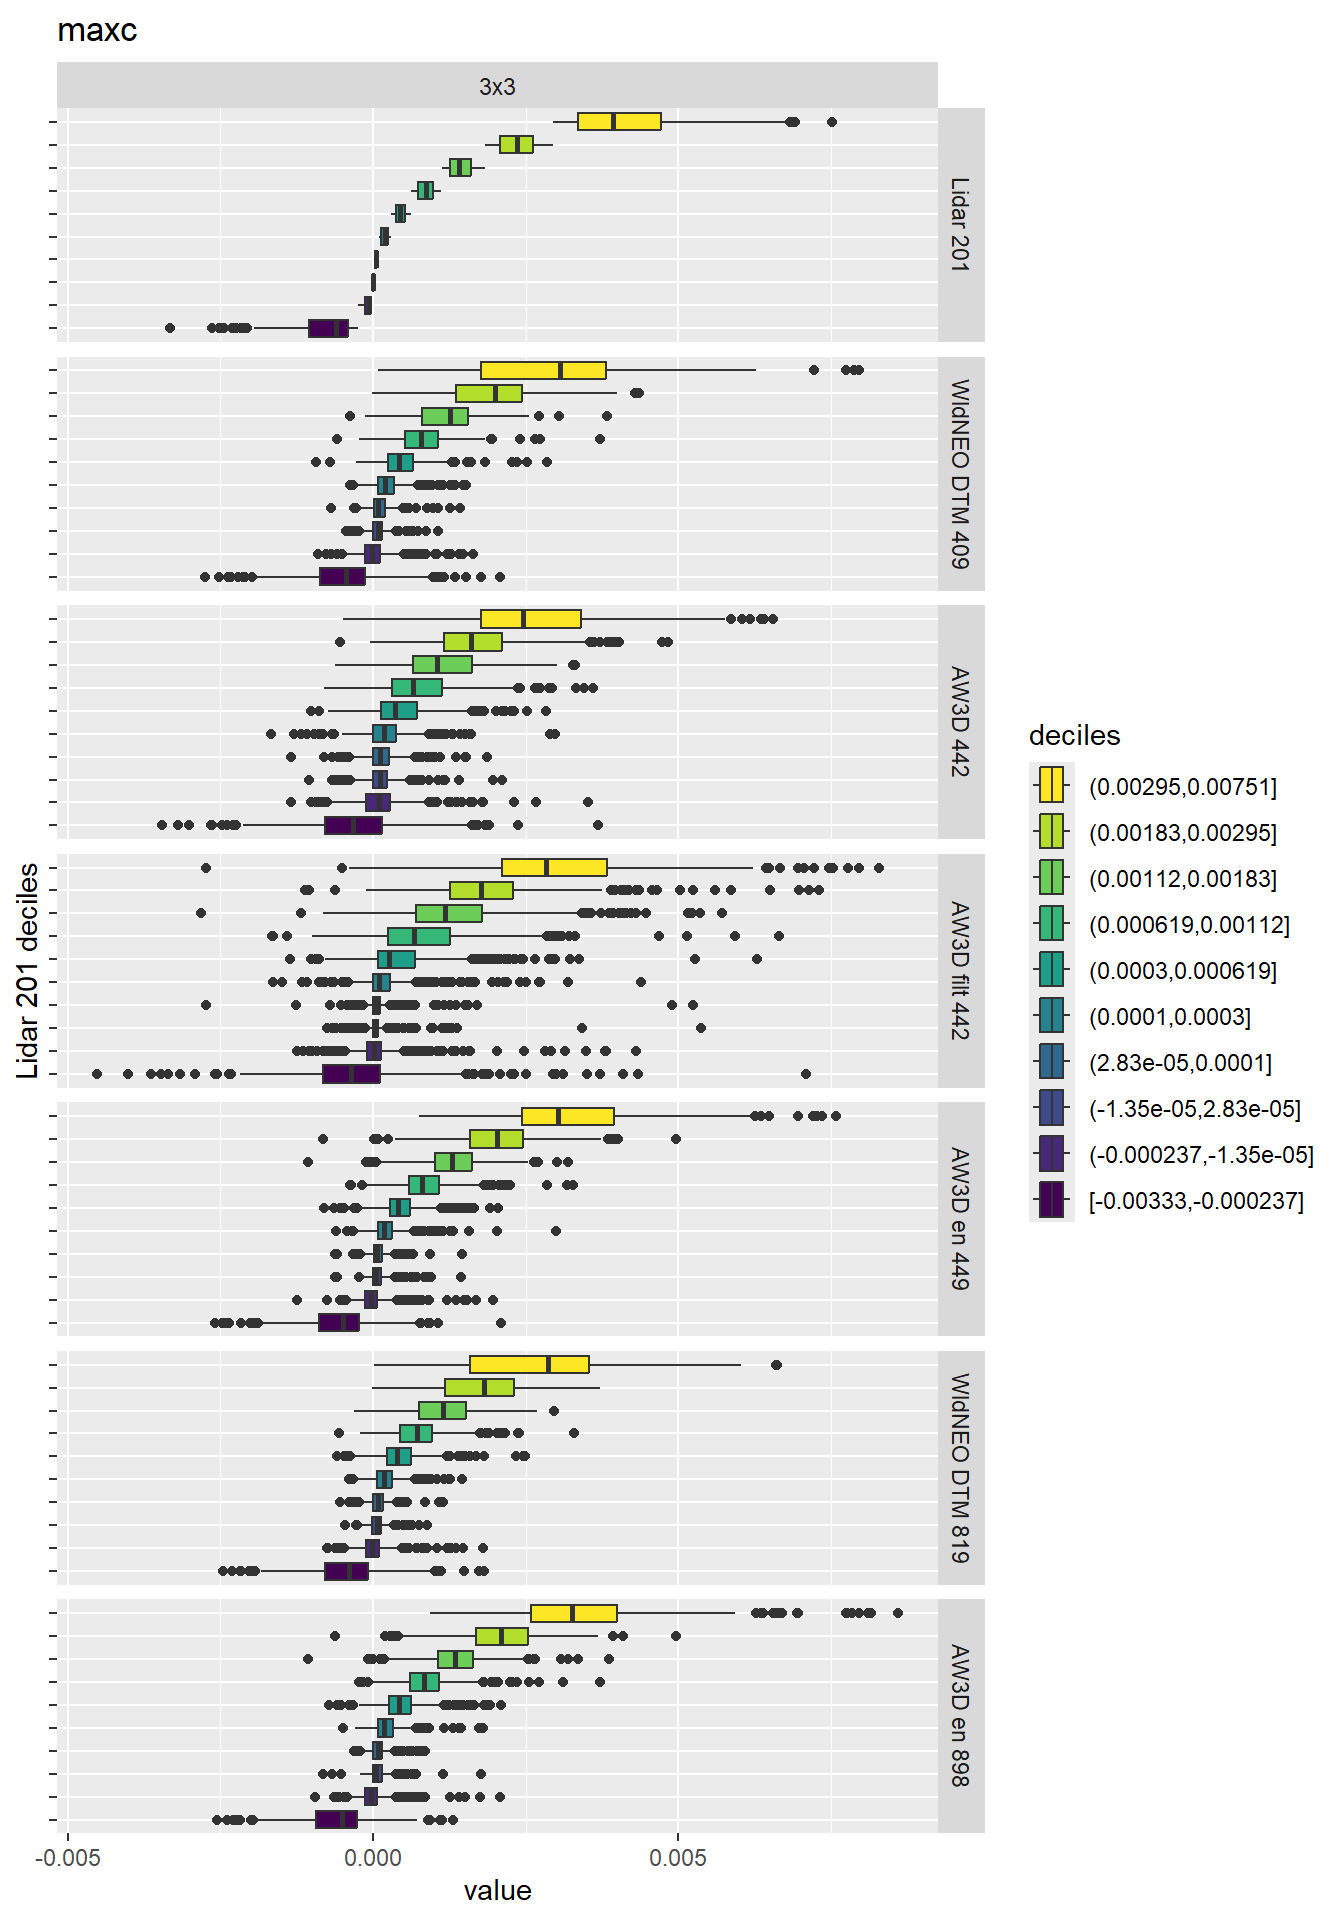 maxc
3x3
Lidar 201
WldNEO DTM 409
AW3D 442
AW3D filt 442
AW3D en 449
WldNEO DTM 819
AW3D en 898
Lidar 201 deciles
-0.005
0.000
0.005
value
deciles
(0.00295,0.00751]
(0.00183,0.00295]
(0.00112,0.00183]
(0.000619,0.00112]
(0.0003,0.000619]
(0.0001,0.0003]
(2.83e-05,0.0001]
(-1.35e-05,2.83e-05]
(-0.000237,-1.35e-05]
[-0.00333,-0.000237]